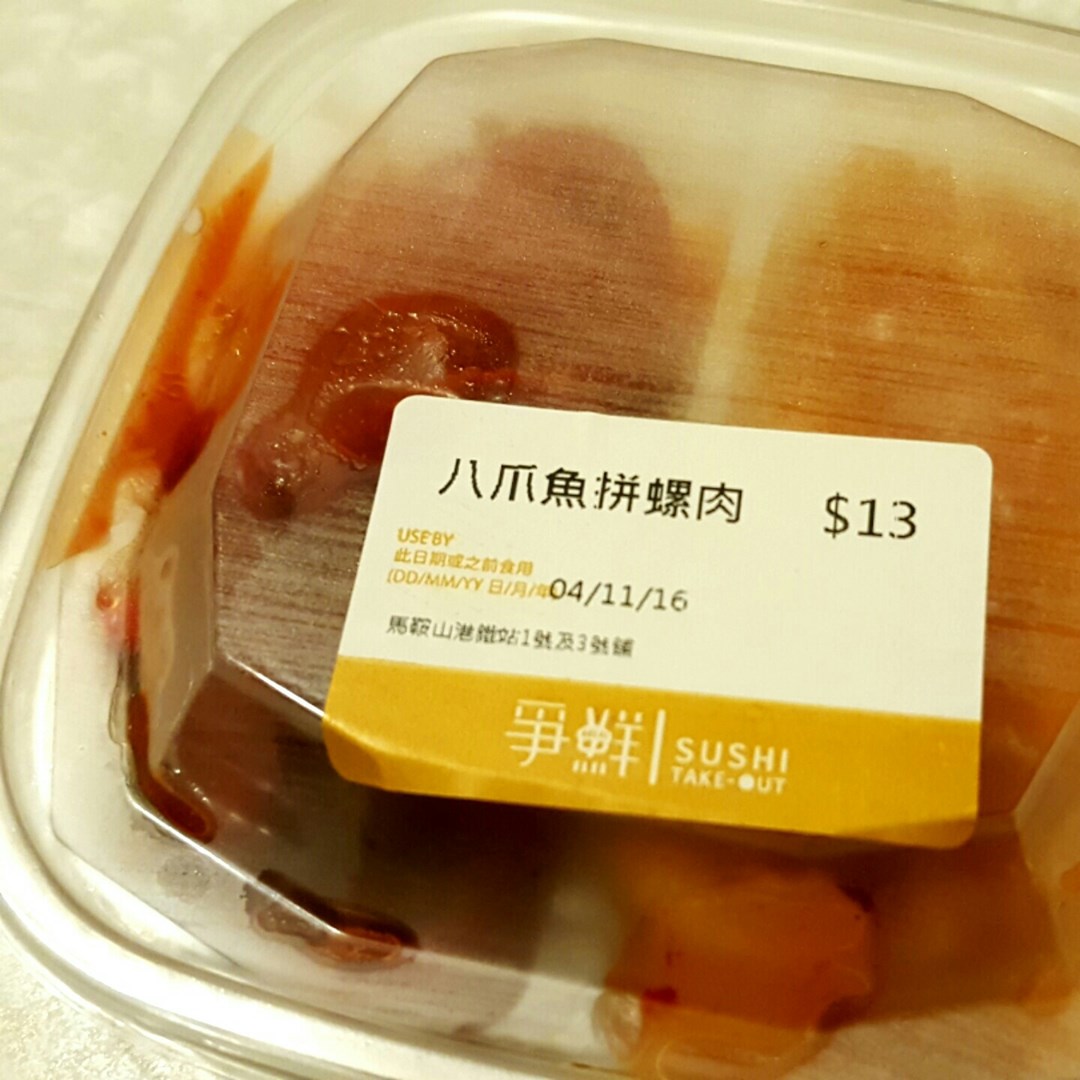 八爪魚拼螺肉 $13
USE BY
此日期或之前食用
(DD/MM/YY 日/月/年 04/11/16
馬鞍山港鐵站1號及3號舖
爭鮮 | SUSHI
TAKE-OUT